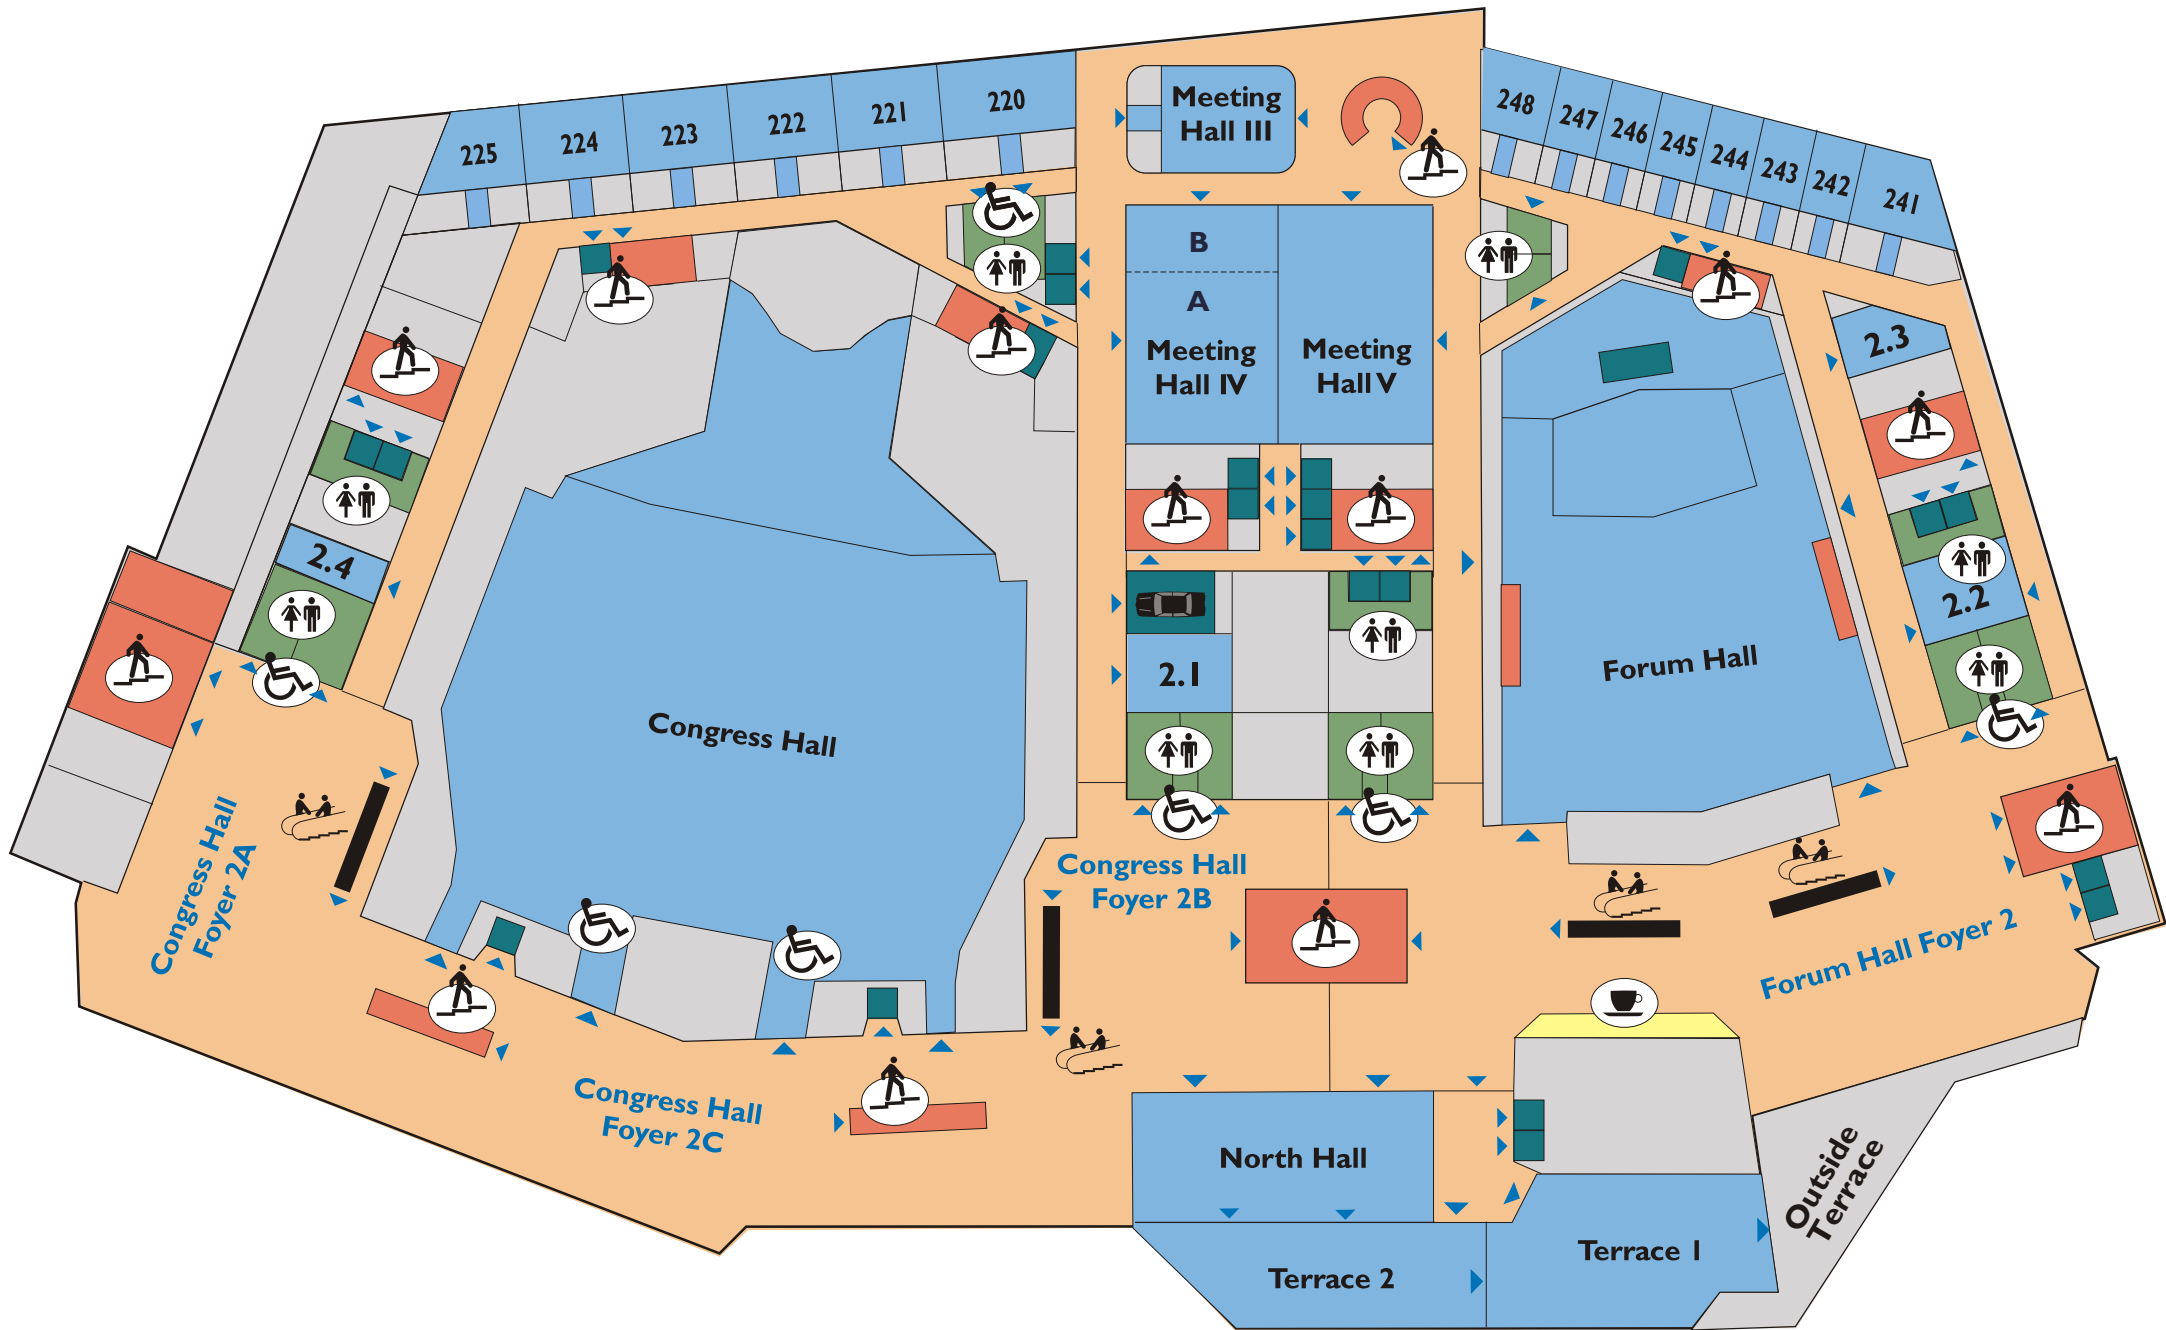 225
224
223
222
221
220
Meeting
Hall III
248
247
246
245
244
243
242
241
B
A
Meeting
Hall IV
Meeting
Hall V
2.3
2.4
2.2
2.1
Forum Hall
Congress Hall
Congress Hall
Foyer 2A
Congress Hall
Foyer 2B
Forum Hall Foyer 2
Congress Hall
Foyer 2C
North Hall
Outside
Terrace
Terrace 1
Terrace 2